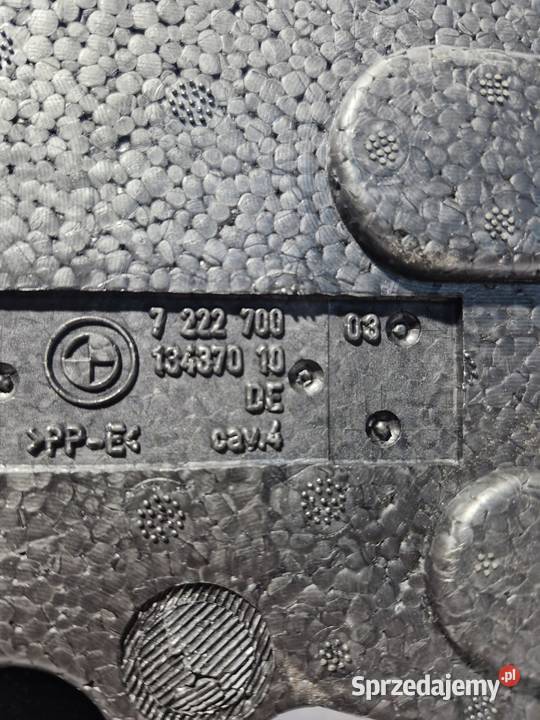 7 222 700
03
134370 10
DE
>PP-E<
cav.4
Sprzedajemy.pl